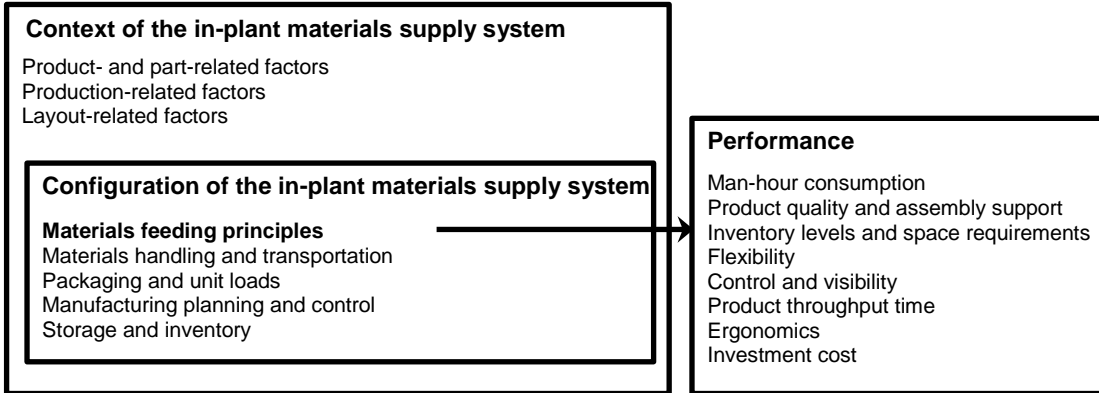 Context of the in-plant materials supply system
Product- and part-related factors
Production-related factors
Layout-related factors
Configuration of the in-plant materials supply system
Materials feeding principles
Materials handling and transportation
Packaging and unit loads
Manufacturing planning and control
Storage and inventory
Performance
Man-hour consumption
Product quality and assembly support
Inventory levels and space requirements
Flexibility
Control and visibility
Product throughput time
Ergonomics
Investment cost